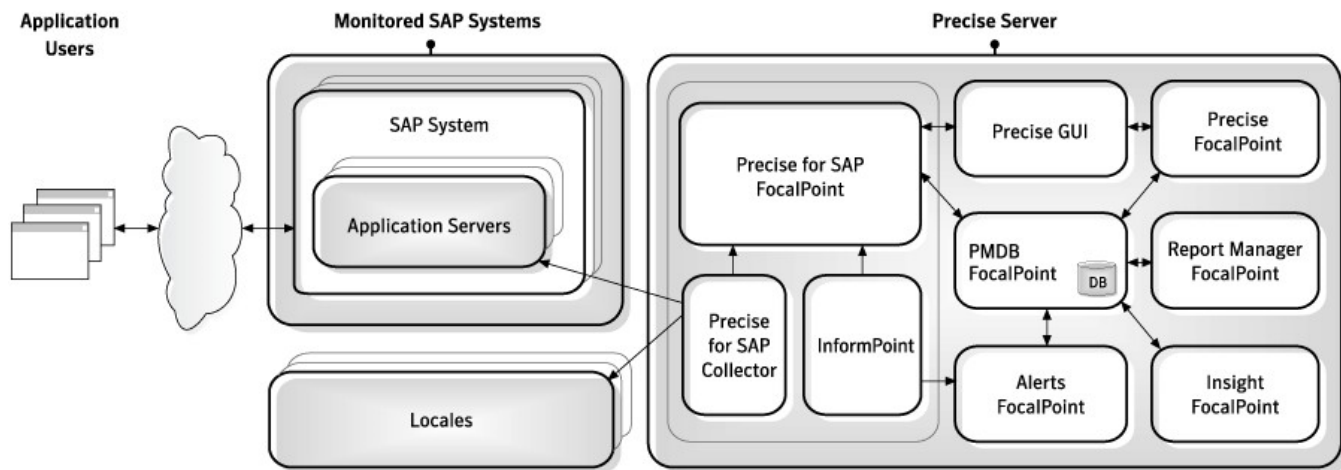 Application
Users
Monitored SAP Systems
Precise Server
SAP System
Application Servers
Locales
Precise for SAP
FocalPoint
Precise
for SAP
Collector
InformPoint
Precise GUI
Precise
FocalPoint
PMDB
FocalPoint
DB
Report Manager
FocalPoint
Alerts
FocalPoint
Insight
FocalPoint